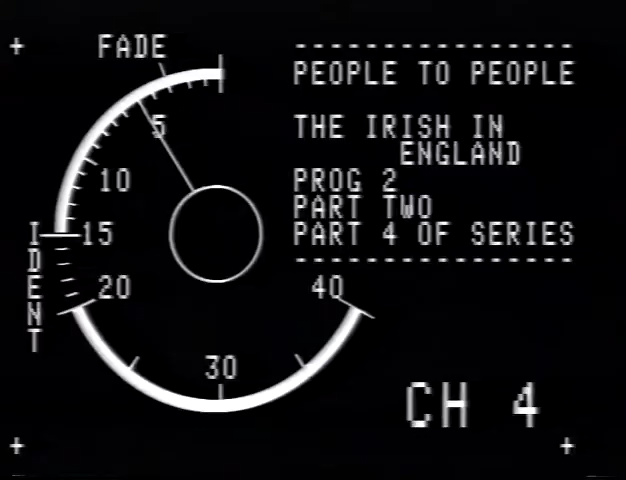 FADE
5
10
15
20
30
40
IDENT
PEOPLE TO PEOPLE
THE IRISH IN
ENGLAND
PROG 2
PART TWO
PART 4 OF SERIES
CH 4